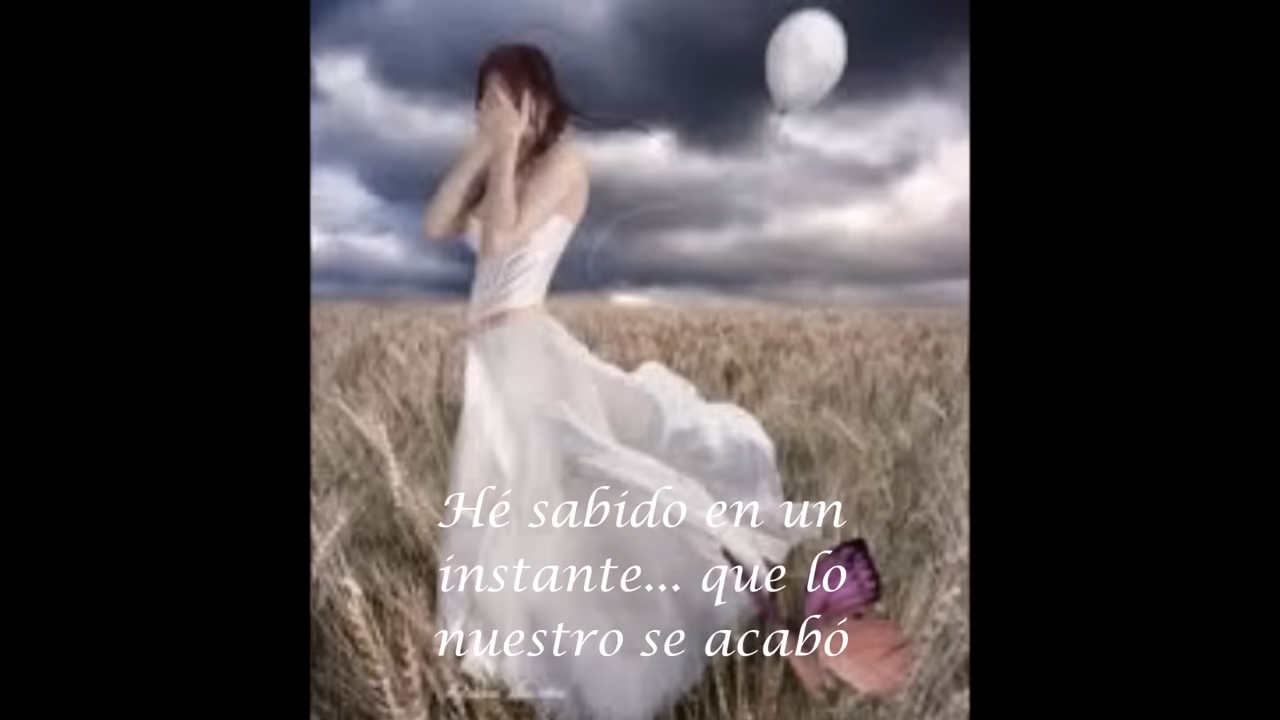 Hé sabido en un
instante... que lo
nuestro se acabó